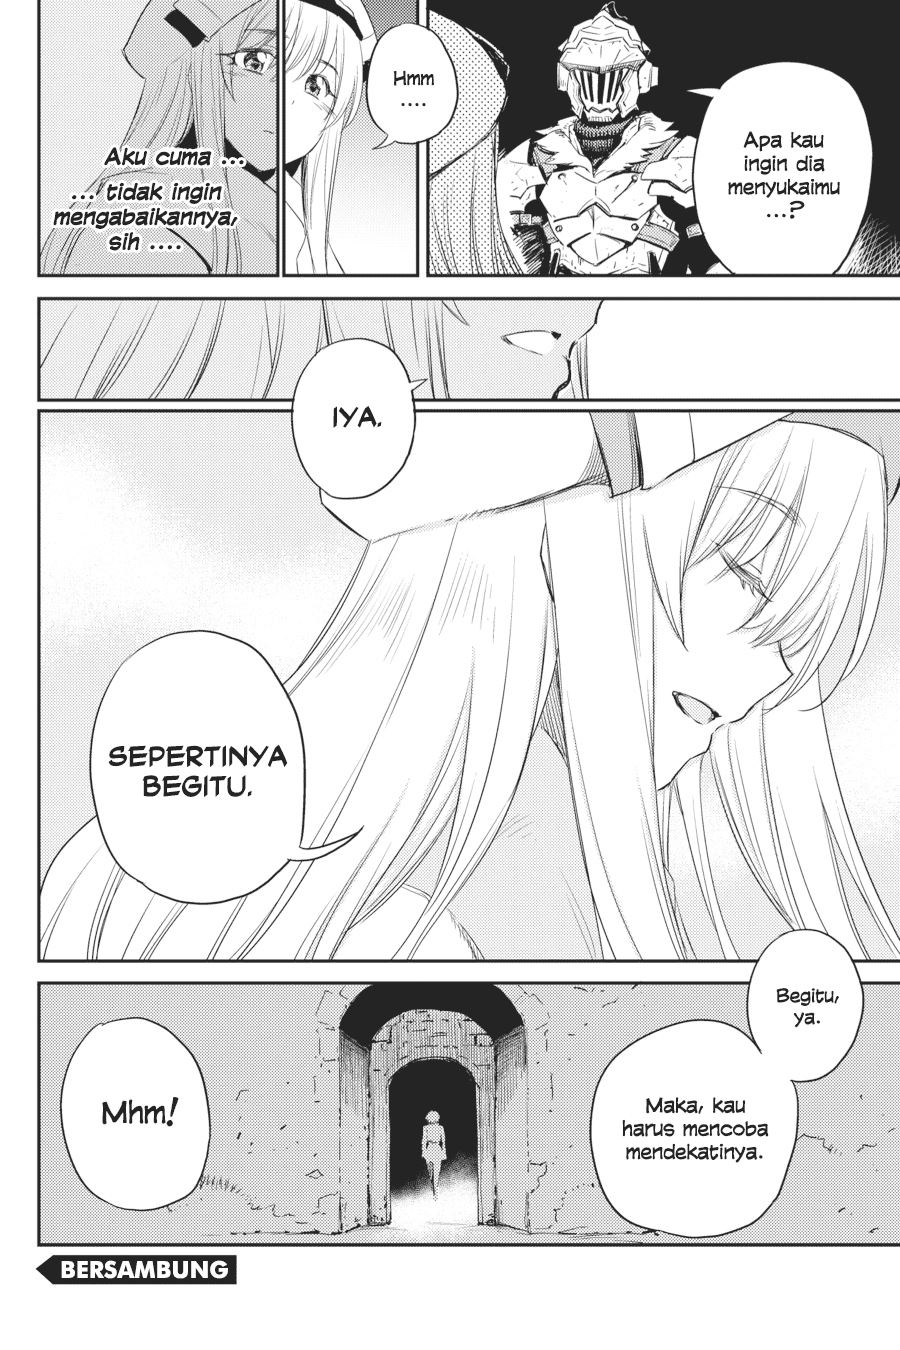 Apa kau
ingin dia
menyukaimu
...?
Hmm
....
Aku cuma ...
... tidak ingin
mengabaikannya,
sih ....
IYA.
SEPERTINYA
BEGITU.
Begitu,
ya.
Maka, kau
harus mencoba
mendekatinya.
Mhm!
BERSAMBUNG